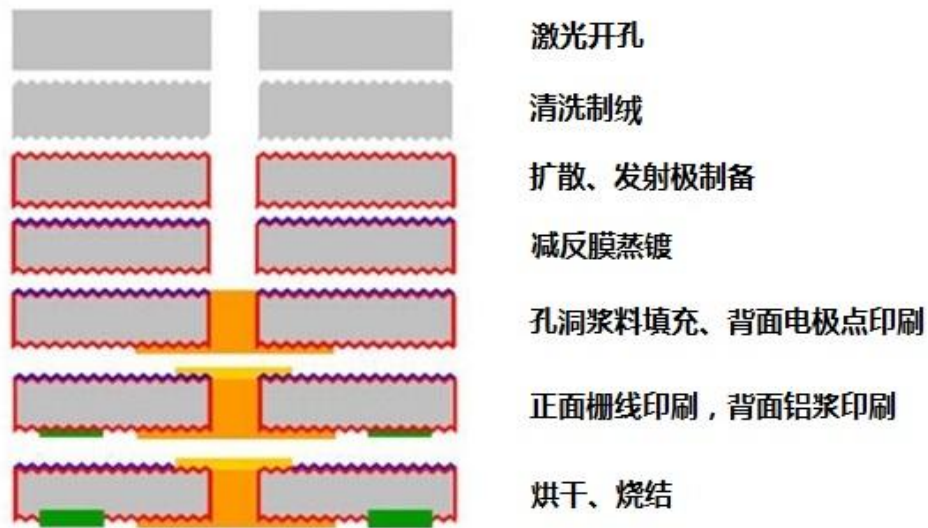 激光开孔
清洗制绒
扩散、发射极制备
减反膜蒸镀
孔洞浆料填充、背面电极点印刷
正面栅线印刷，背面铝浆印刷
烘干、烧结